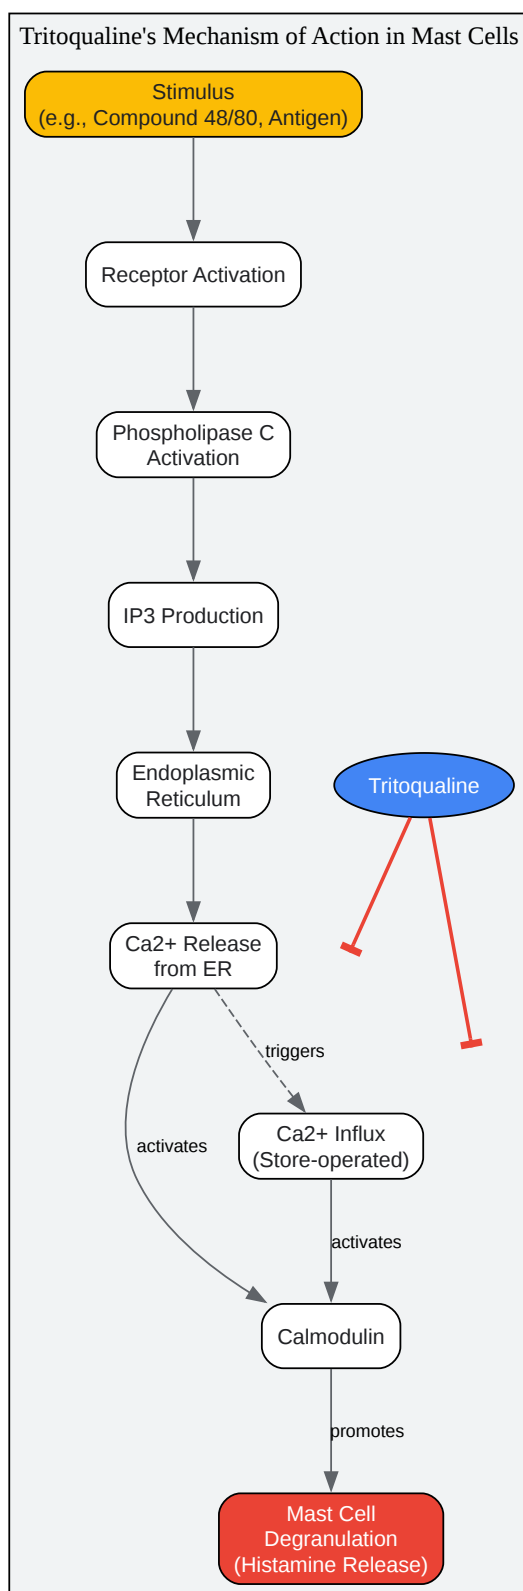 Tritoqualine's Mechanism of Action in Mast Cells
Stimulus
(e.g., Compound 48/80, Antigen)
Receptor Activation
Phospholipase C
Activation
IP3 Production
Endoplasmic
Reticulum
Tritoqualine
Ca2+ Release
from ER
triggers
activates
Ca2+ Influx
(Store-operated)
activates
Calmodulin
promotes
Mast Cell
Degranulation
(Histamine Release)